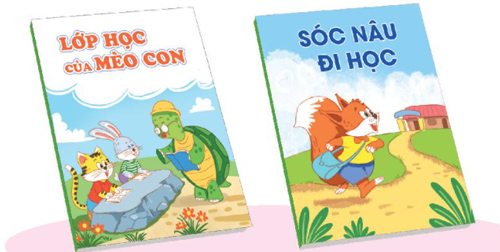 LỚP HỌC
CỦA MÈO CON
SÓC NÂU
ĐI HỌC